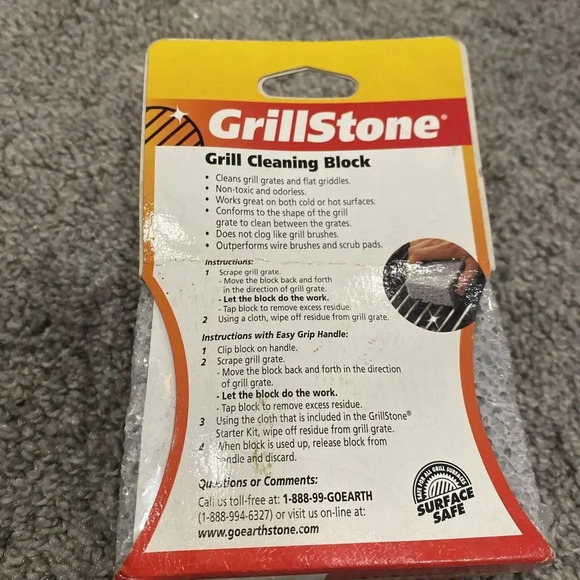 GrillStone®
Grill Cleaning Block
• Cleans grill grates and flat griddles.
• Non-toxic and odorless.
• Works great on both cold or hot surfaces.
• Conforms to the shape of the grill
grate to clean between the grates.
• Does not clog like grill brushes.
• Outperforms wire brushes and scrub pads.
Instructions:
1 Scrape grill grate.
- Move the block back and forth
in the direction of grill grate.
- Let the block do the work.
- Tap block to remove excess residue.
2 Using a cloth, wipe off residue from grill grate.
Instructions with Easy Grip Handle:
1 Clip block on handle.
2 Scrape grill grate.
- Move the block back and forth in the direction
of grill grate.
- Let the block do the work.
- Tap block to remove excess residue.
3 Using the cloth that is included in the GrillStone®
Starter Kit, wipe off residue from grill grate.
4 When block is used up, release block from
handle and discard.
Questions or Comments:
Call us toll-free at: 1-888-99-GOEARTH
(1-888-994-6327) or visit us on-line at:
www.goearthstone.com
SAFE FOR ALL GRILL SURFACES
SURFACE
SAFE